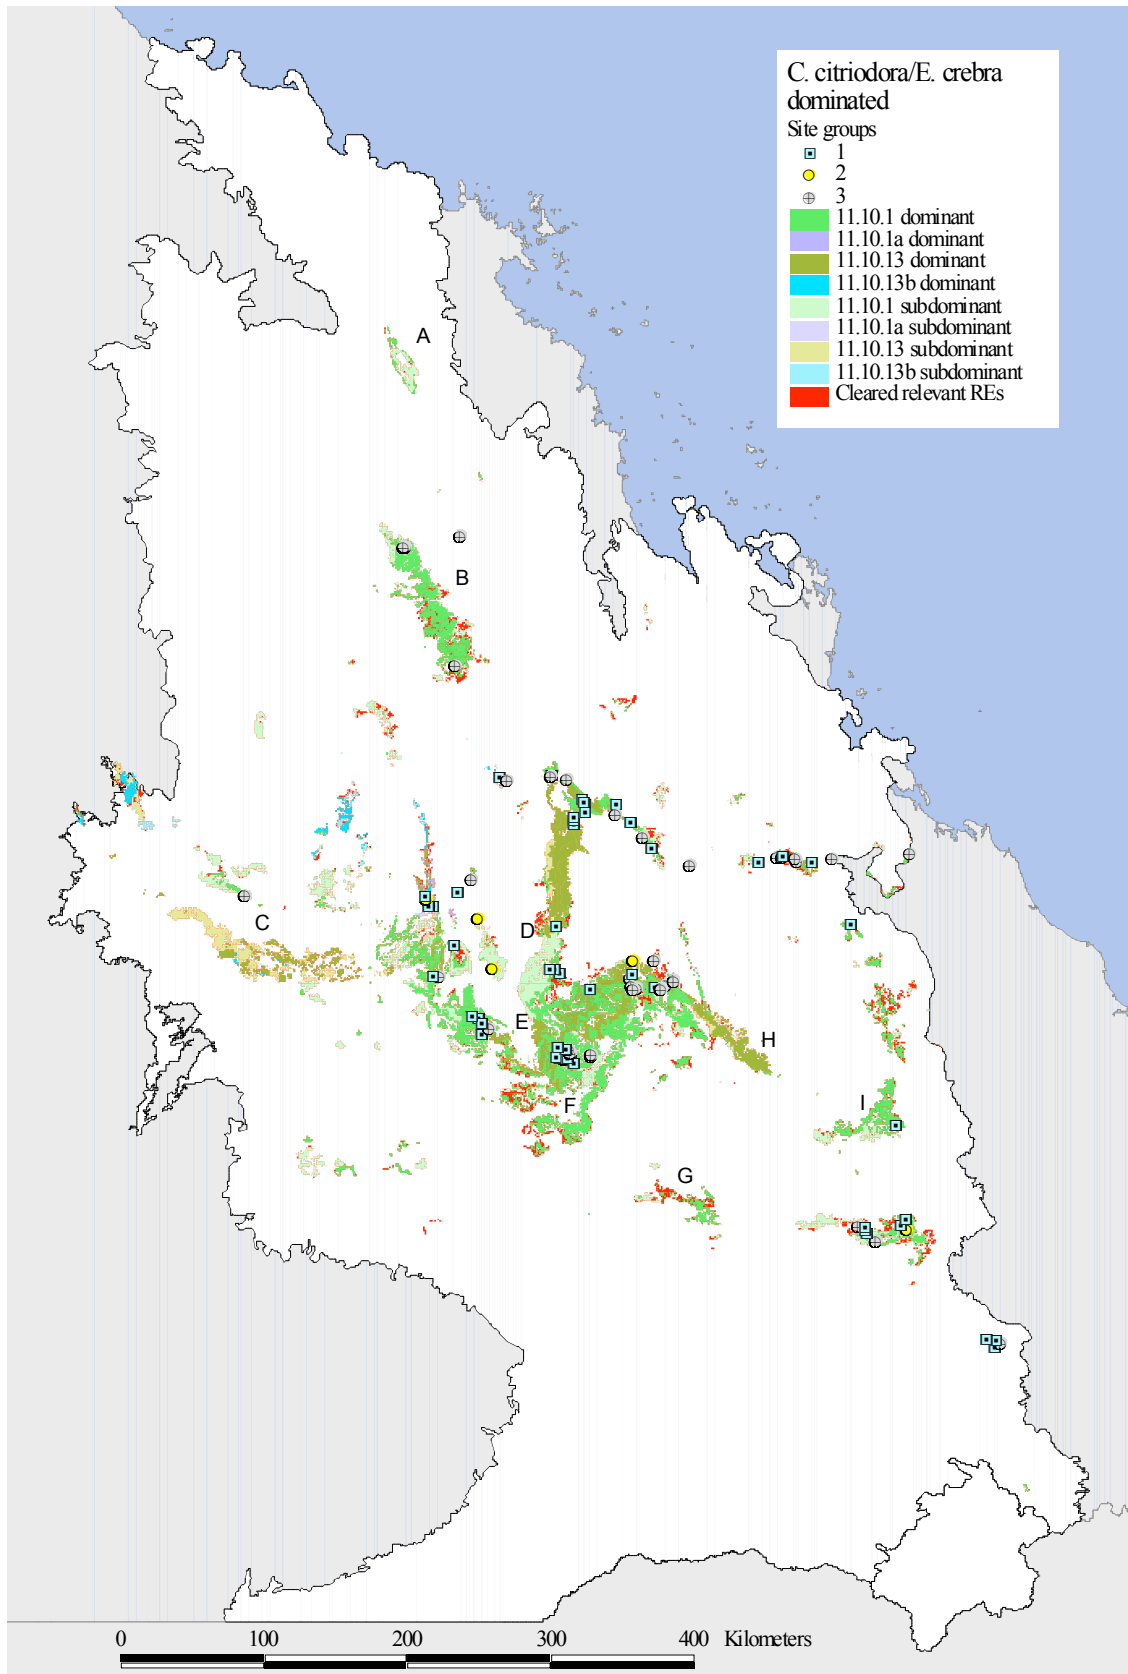 C. citriodora/E. crebra
dominated
Site groups
1
2
3
11.10.1 dominant
11.10.1a dominant
11.10.13 dominant
11.10.13b dominant
11.10.1 subdominant
11.10.1a subdominant
11.10.13 subdominant
11.10.13b subdominant
Cleared relevant REs
A
B
C
D
E
H
F
I
G
0 100 200 300 400 Kilometers